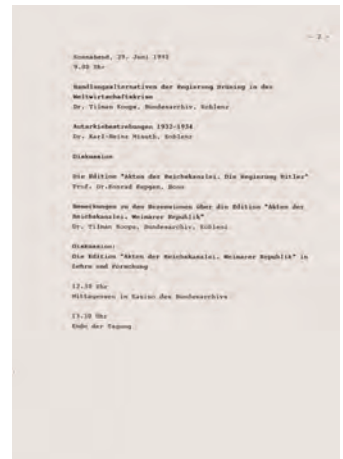 - 2 -
Sonnabend, 29. Juni 1991
9.00 Uhr
Handlungsalternativen der Regierung Brüning in der
Weltwirtschaftskrise
Dr. Tilman Koops, Bundesarchiv, Koblenz
Autarkiebestrebungen 1933-1934
Dr. Karl-Heinz Minuth, Koblenz
Diskussion
Die Edition "Akten der Reichskanzlei. Die Regierung Hitler"
Prof. Dr. Konrad Repgen, Bonn
Bemerkungen zu den Rezensionen über die Edition "Akten der
Reichskanzlei. Weimarer Republik"
Dr. Tilman Koops, Bundesarchiv, Koblenz
Diskussion:
Die Edition "Akten der Reichskanzlei. Weimarer Republik" in
Lehre und Forschung
12.30 Uhr
Mittagessen im Kasino des Bundesarchivs
13.30 Uhr
Ende der Tagung